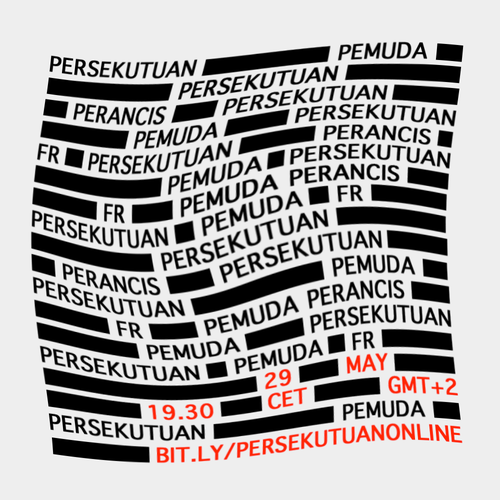 PERSEKUTUAN PEMUDA
PERSEKUTUAN
PERANCIS PERSEKUTUAN
PEMUDA PERSEKUTUAN
FR PERSEKUTUAN PERANCIS
PEMUDA PERSEKUTUAN
FR PEMUDA PERANCIS
PERSEKUTUAN PEMUDA FR
PERSEKUTUAN
PERANCIS PERSEKUTUAN
PERSEKUTUAN PEMUDA
FR PEMUDA PERANCIS
PEMUDA PERSEKUTUAN
PERSEKUTUAN PEMUDA FR
29 MAY
19.30 CET GMT+2
PERSEKUTUAN PEMUDA
BIT.LY/PERSEKUTUANONLINE